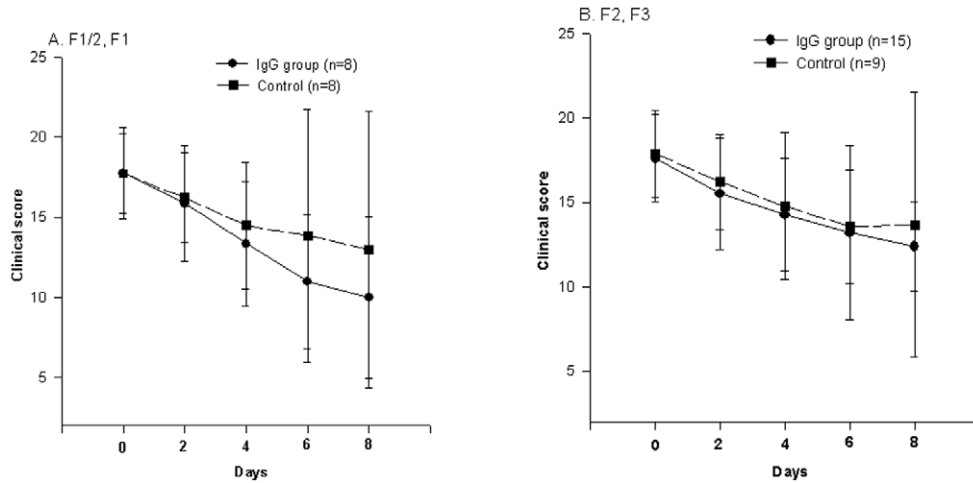 A. F1/2, F1
IgG group (n=8)
Control (n=8)
Clinical score
25
20
15
10
5
0 2 4 6 8
Days
B. F2, F3
IgG group (n=15)
Control (n=9)
Clinical score
25
20
15
10
5
0 2 4 6 8
Days